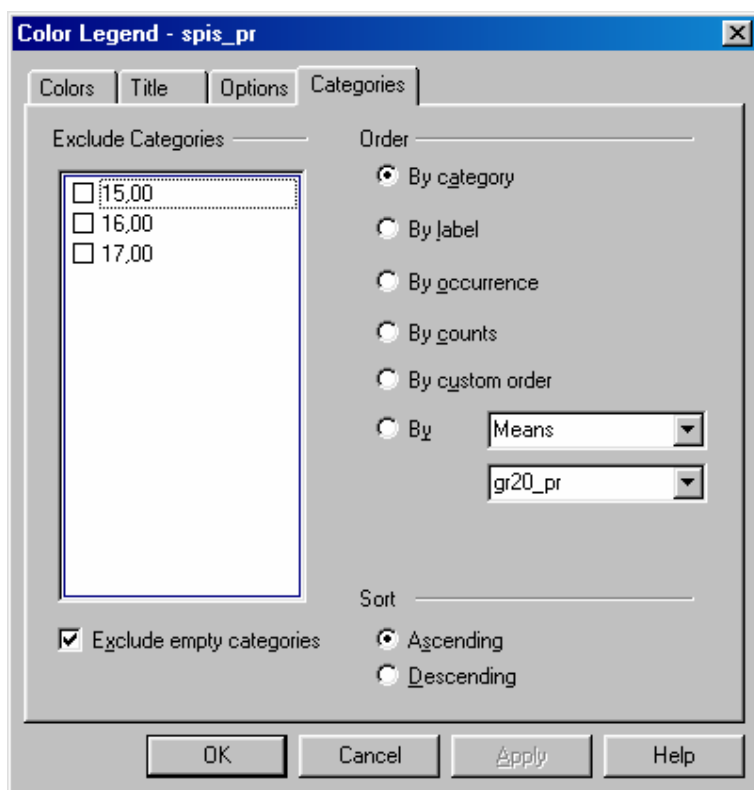 Color Legend - spis_pr
Colors
Title
Options
Categories
Exclude Categories
15,00
16,00
17,00
Exclude empty categories
Order
By category
By label
By occurrence
By counts
By custom order
By
Means
gr20_pr
Sort
Ascending
Descending
OK
Cancel
Apply
Help